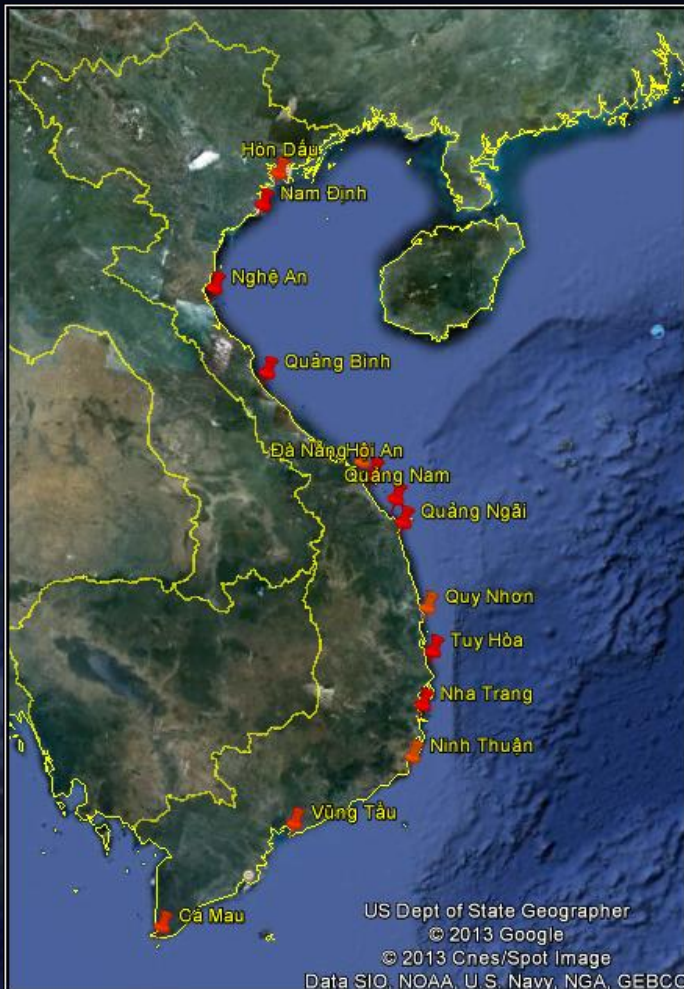 Hòn Dấu
Nam Định
Nghệ An
Quảng Bình
Đà Nẵng Hội An
Quảng Nam
Quảng Ngãi
Quy Nhơn
Tuy Hòa
Nha Trang
Ninh Thuận
Vũng Tầu
Cà Mau
US Dept of State Geographer
© 2013 Google
© 2013 Cnes/Spot Image
Data SIO, NOAA, U.S. Navy, NGA, GEBCO